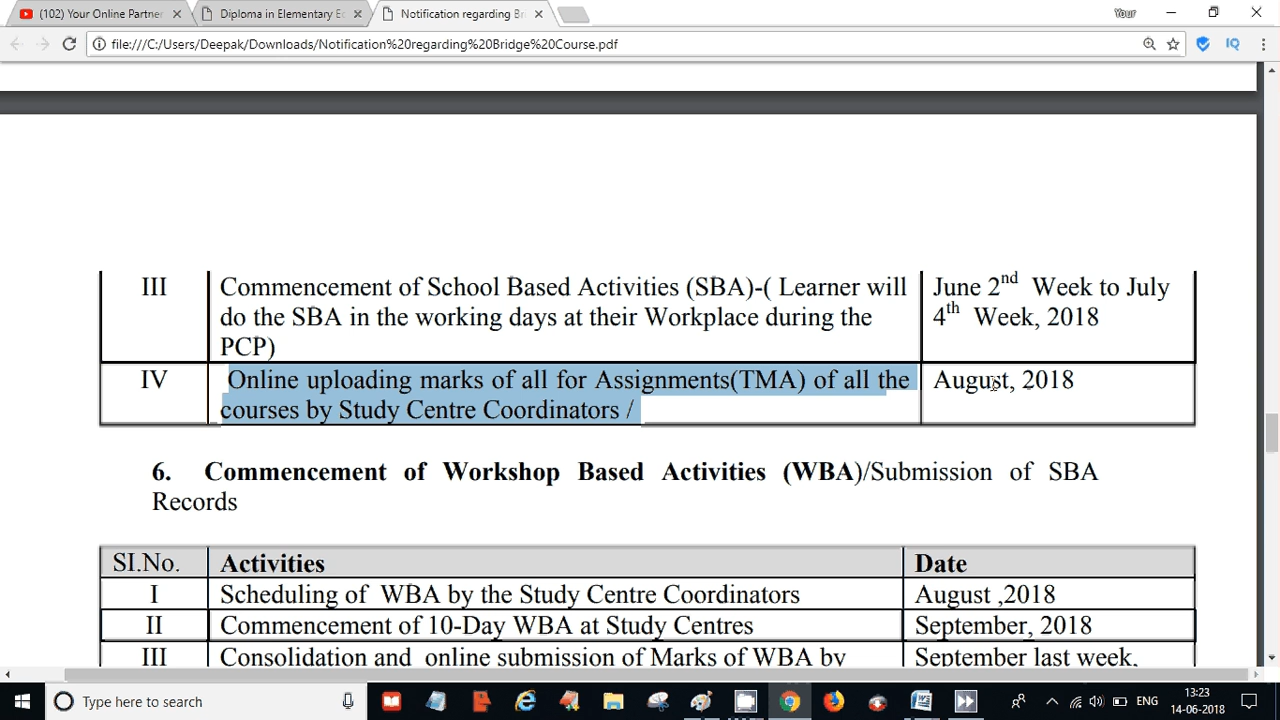 (102) Your Online Partner
Diploma in Elementary Ed
Notification regarding Bri
Your
file:///C:/Users/Deepak/Downloads/Notification%20regarding%20Bridge%20Course.pdf
IQ
III Commencement of School Based Activities (SBA)-( Learner will June 2nd Week to July
do the SBA in the working days at their Workplace during the 4th Week, 2018
PCP)
IV Online uploading marks of all for Assignments(TMA) of all the August, 2018
courses by Study Centre Coordinators /
6. Commencement of Workshop Based Activities (WBA)/Submission of SBA
Records
SI.No. Activities Date
I Scheduling of WBA by the Study Centre Coordinators August ,2018
II Commencement of 10-Day WBA at Study Centres September, 2018
III Consolidation and online submission of Marks of WBA by September last week,
Type here to search
ENG
13:23
14-06-2018